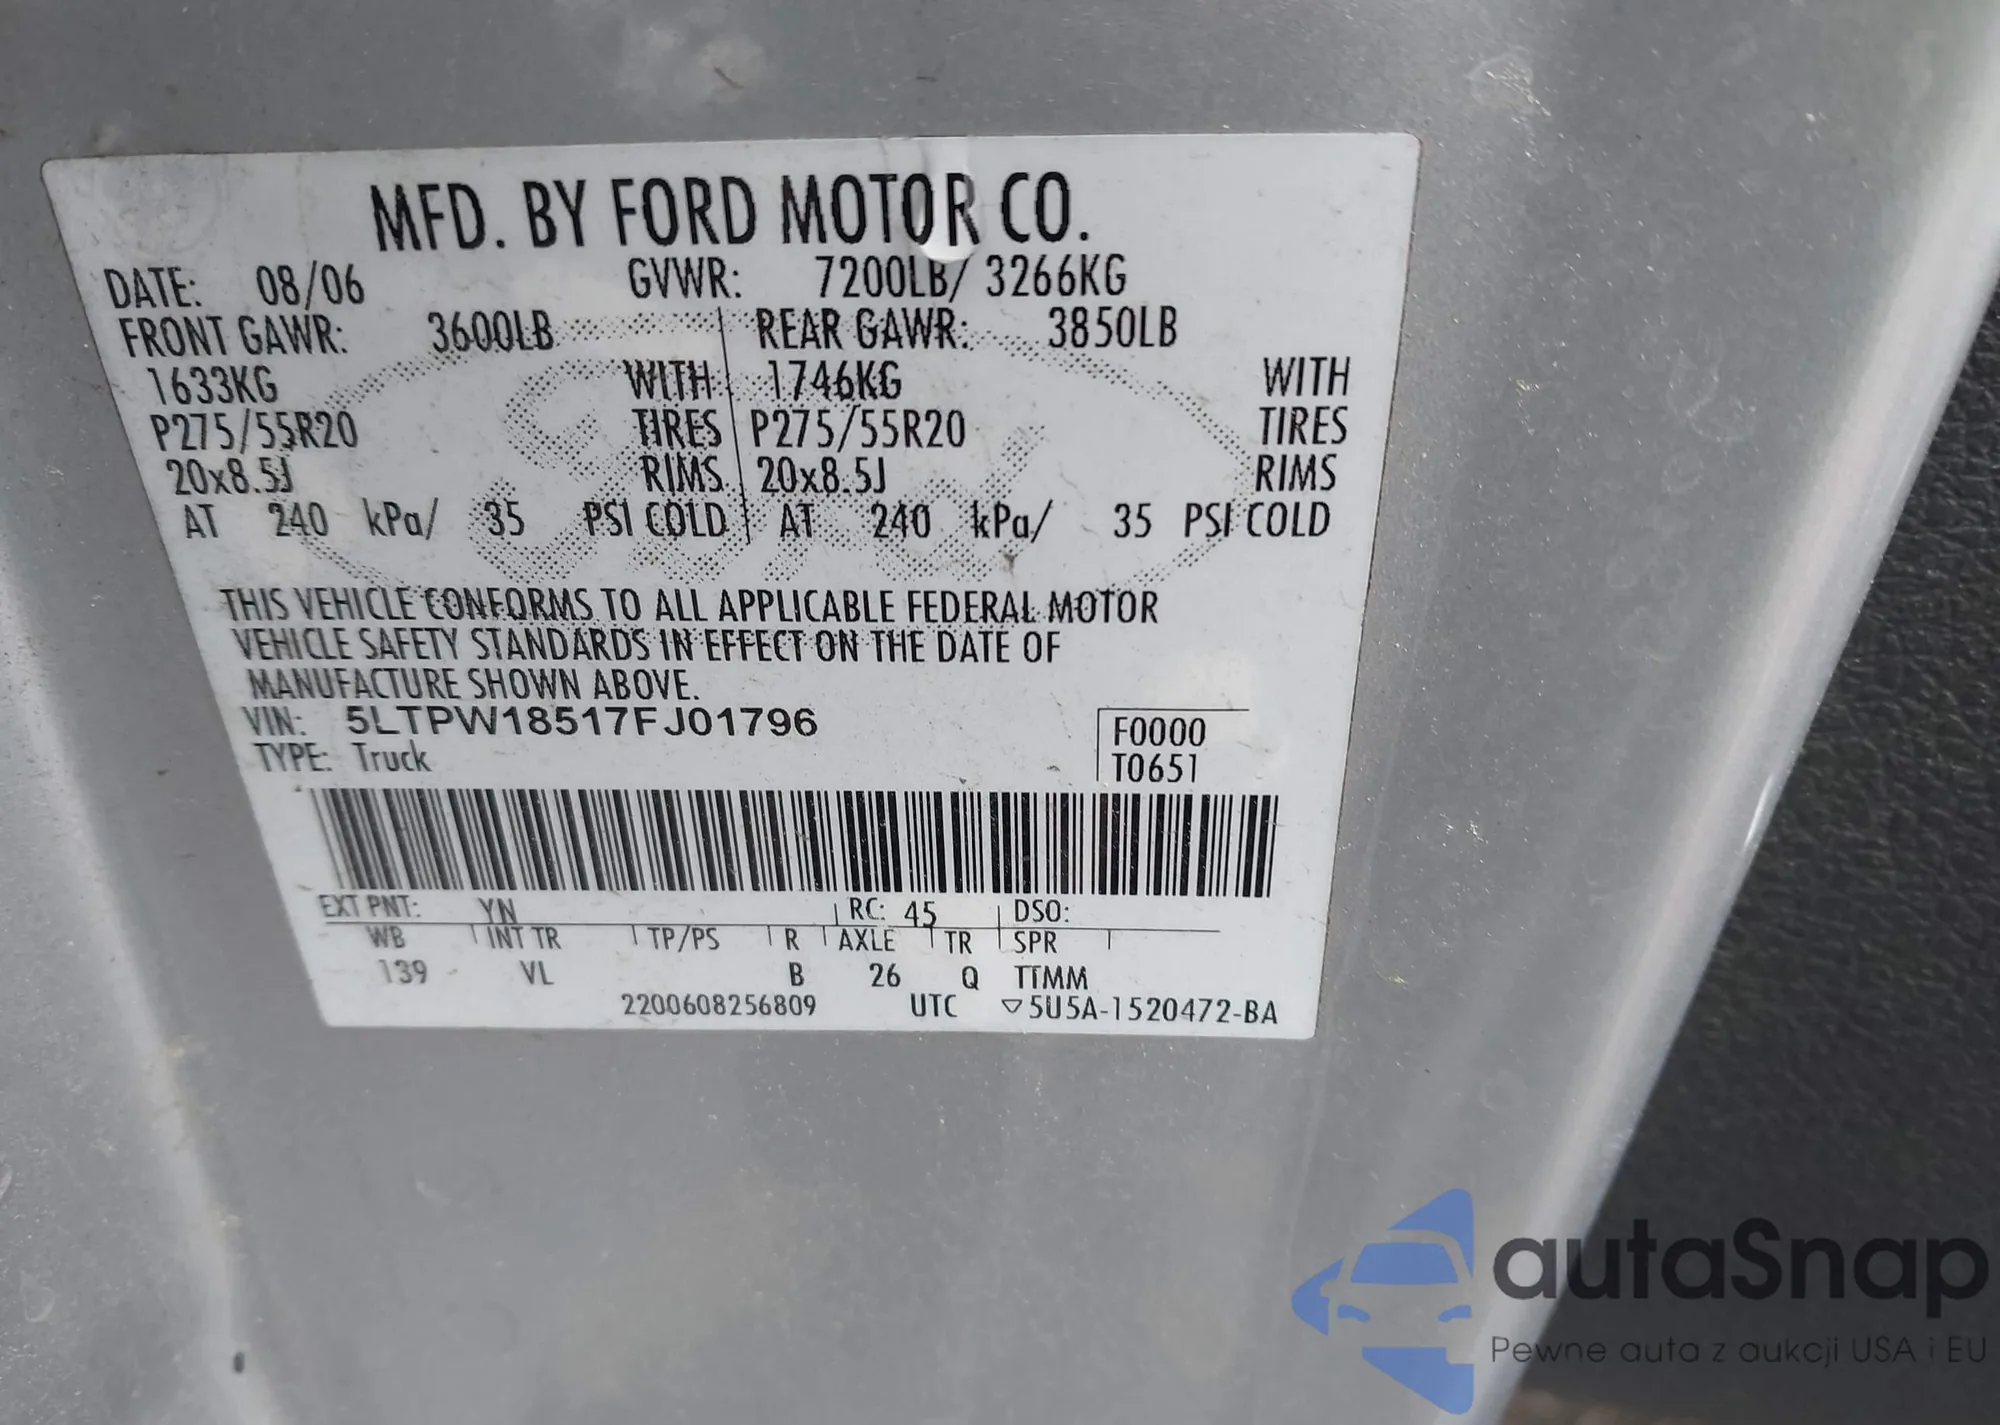 MFD. BY FORD MOTOR CO.
DATE: 08/06 GVWR: 7200LB/ 3266KG
FRONT GAWR: 3600LB REAR GAWR: 3850LB
1633KG WITH 1746KG WITH
P275/55R20 TIRES P275/55R20 TIRES
20x8.5J RIMS 20x8.5J RIMS
AT 240 kPa/ 35 PSI COLD AT 240 kPa/ 35 PSI COLD
THIS VEHICLE CONFORMS TO ALL APPLICABLE FEDERAL MOTOR
VEHICLE SAFETY STANDARDS IN EFFECT ON THE DATE OF
MANUFACTURE SHOWN ABOVE.
VIN: 5LTPW18517FJ01796 F0000
TYPE: Truck T0651
EXT PNT: YN RC: 45 DSO:
WB INT TR TP/PS R AXLE TR SPR
139 VL B 26 Q TTMM
2200608256809 UTC ▽5U5A-1520472-BA
autaSnap
Pewne auta z aukcji USA i EU